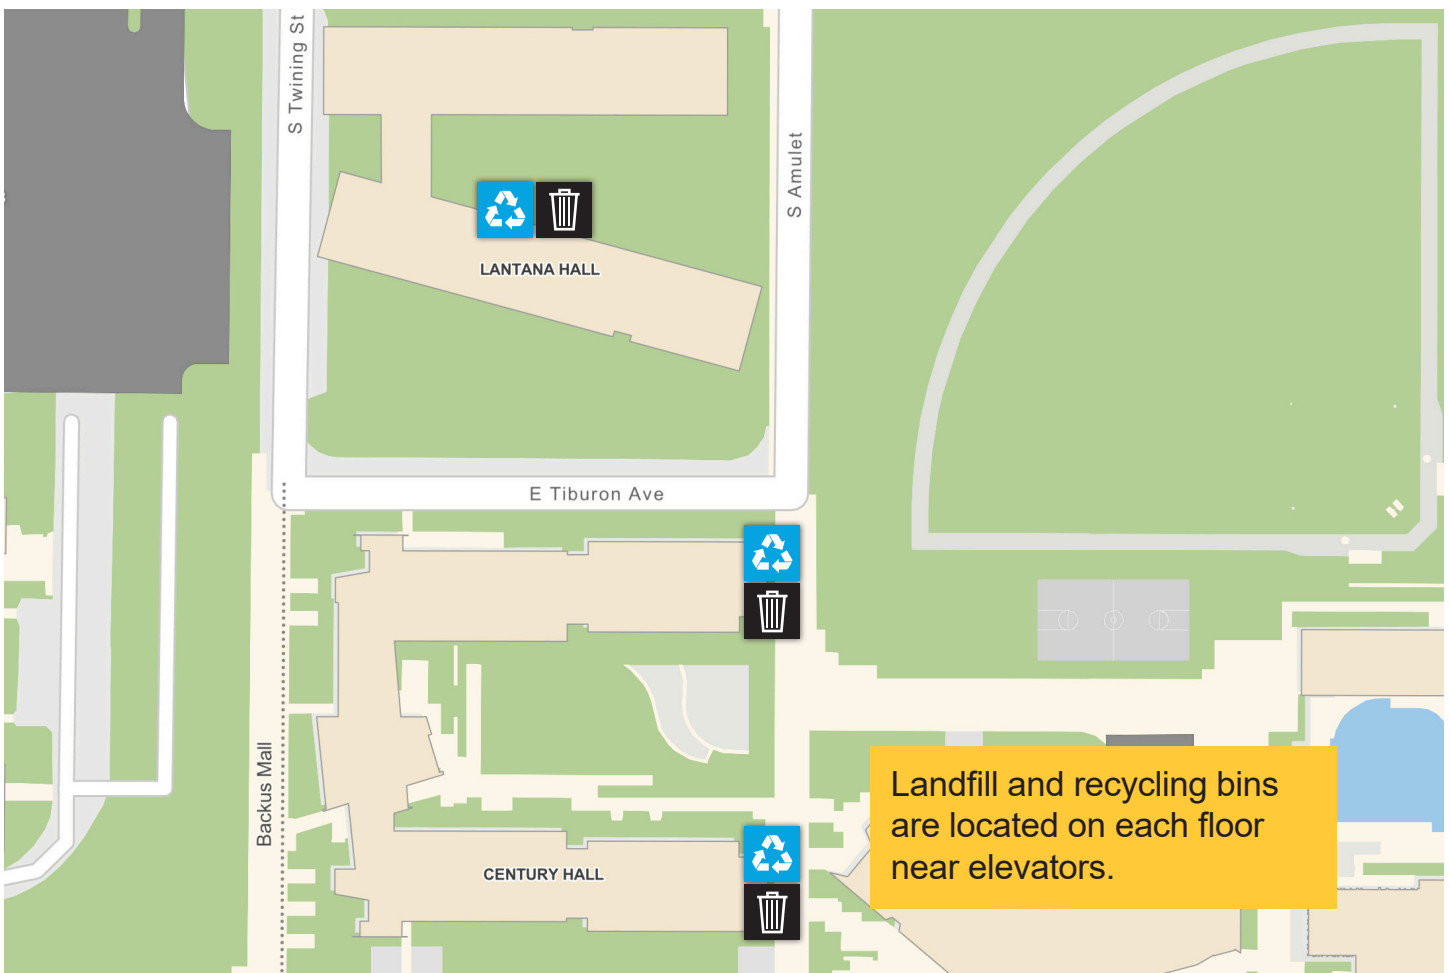 S Twining St
S Amulet
LANTANA HALL
E Tiburon Ave
Backus Mall
Landfill and recycling bins
are located on each floor
near elevators.
CENTURY HALL